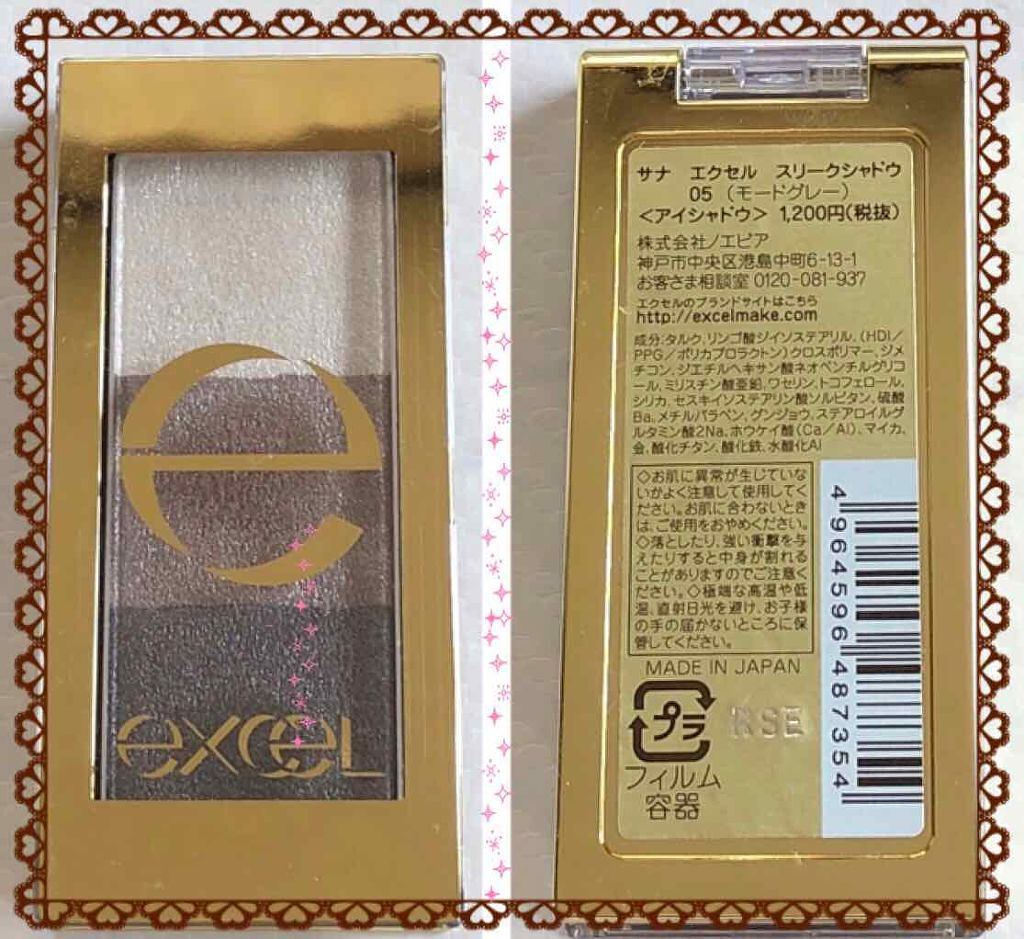 e
excel
サナ エクセル スリークシャドウ
05 (モードグレー)
<アイシャドウ> 1,200円(税抜)
株式会社ノエビア
神戸市中央区港島中町6-13-1
お客さま相談室 0120-081-937
エクセルのブランドサイトはこちら
http://excelmake.com
成分:タルク, リンゴ酸ジイソステアリル, (HDI/
PPG/ポリカプロラクトン)クロスポリマー, ジメ
チコン, ジエチルヘキサン酸ネオペンチルグリコ
ール, ミリスチン酸亜鉛, ワセリン, トコフェロール,
シリカ, セスキイソステアリン酸ソルビタン, 硫酸
Ba, メチルパラベン, グンジョウ, ステアロイルグ
ルタミン酸2Na, ホウケイ酸(Ca/Al), マイカ,
金, 酸化チタン, 酸化鉄, 水酸化Al
◇お肌に異常が生じていな
いかよく注意して使用してく
ださい。お肌に合わないとき
は、ご使用をおやめください。
◇落としたり、強い衝撃を与
えたりすると中身が割れる
ことがありますのでご注意く
ださい。◇極端な高温や低
温、直射日光を避け、お子様
の手の届かないところに保
管してください。
MADE IN JAPAN
プラ
フィルム
容器
RSE
4964596487354